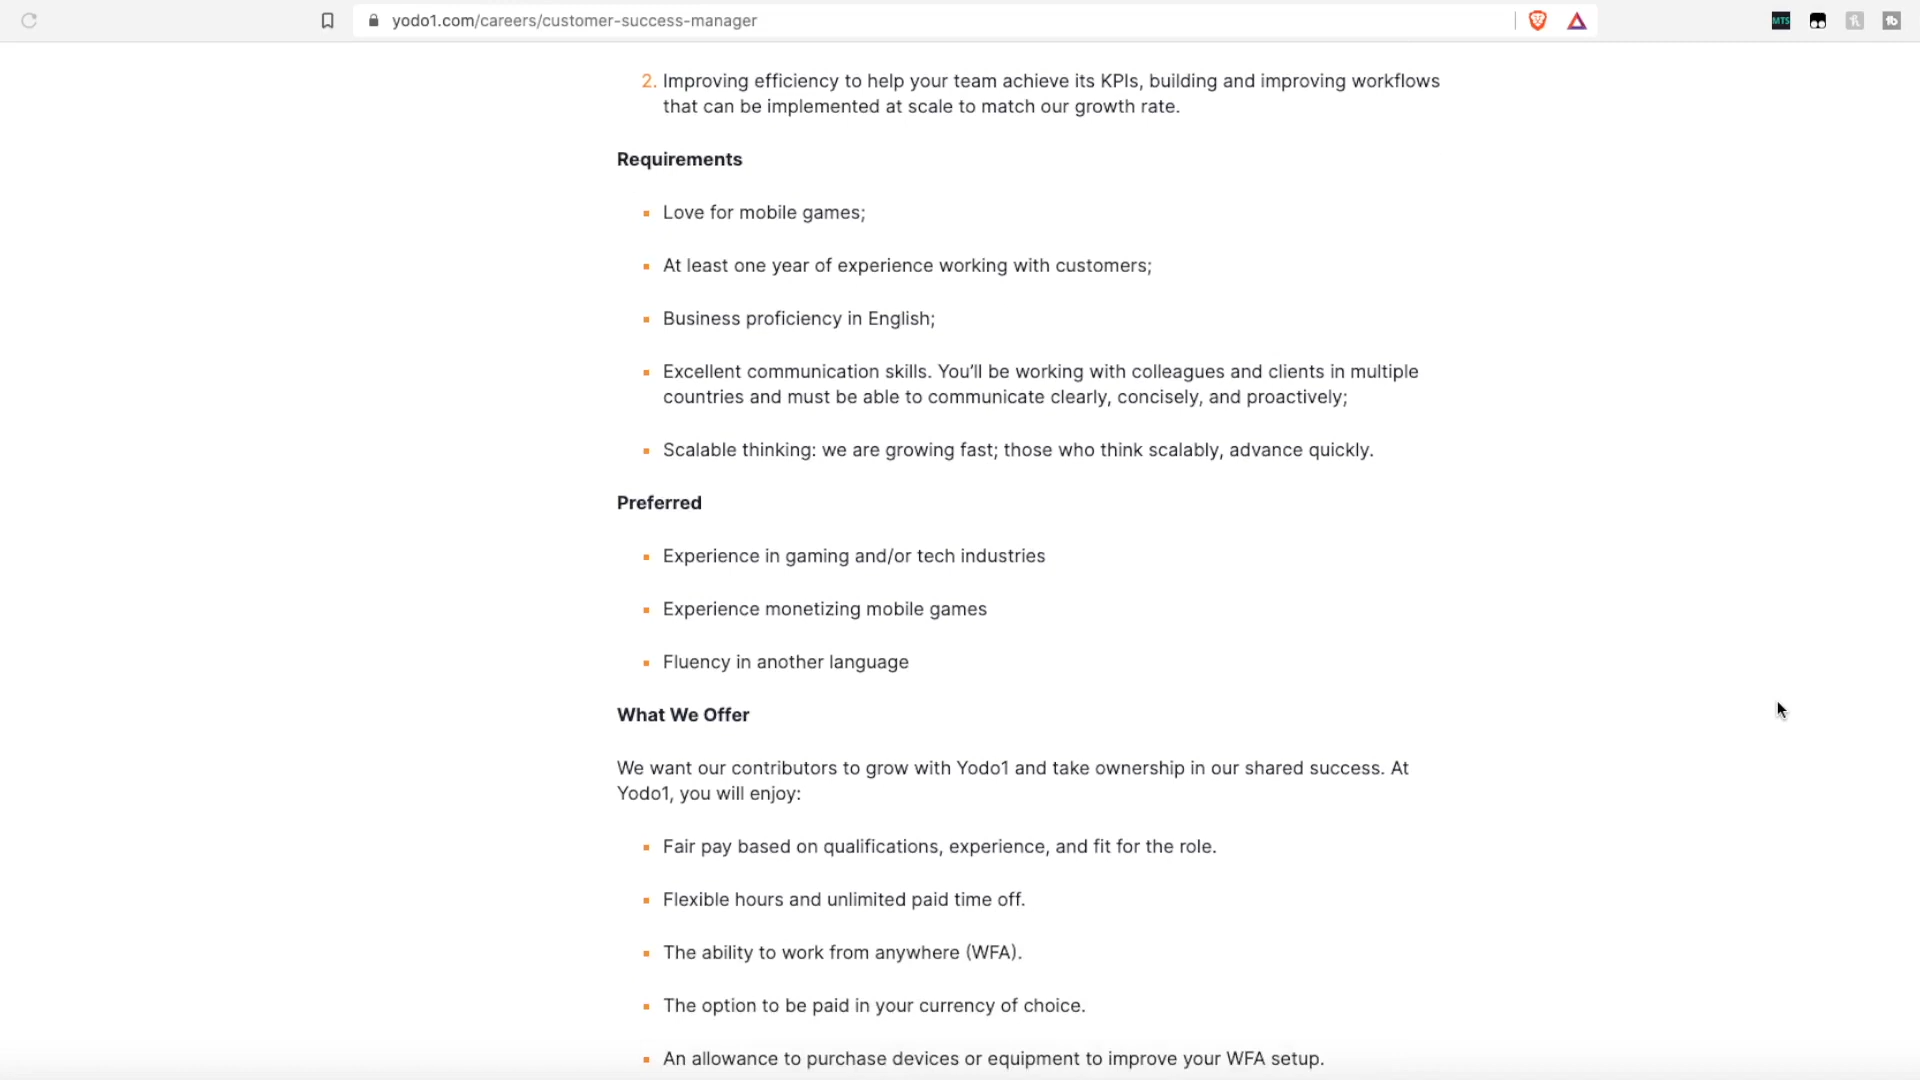 yodo1.com/careers/customer-success-manager
MTS
2. Improving efficiency to help your team achieve its KPIs, building and improving workflows
that can be implemented at scale to match our growth rate.
Requirements
Love for mobile games;
At least one year of experience working with customers;
Business proficiency in English;
Excellent communication skills. You’ll be working with colleagues and clients in multiple
countries and must be able to communicate clearly, concisely, and proactively;
Scalable thinking: we are growing fast; those who think scalably, advance quickly.
Preferred
Experience in gaming and/or tech industries
Experience monetizing mobile games
Fluency in another language
What We Offer
We want our contributors to grow with Yodo1 and take ownership in our shared success. At
Yodo1, you will enjoy:
Fair pay based on qualifications, experience, and fit for the role.
Flexible hours and unlimited paid time off.
The ability to work from anywhere (WFA).
The option to be paid in your currency of choice.
An allowance to purchase devices or equipment to improve your WFA setup.